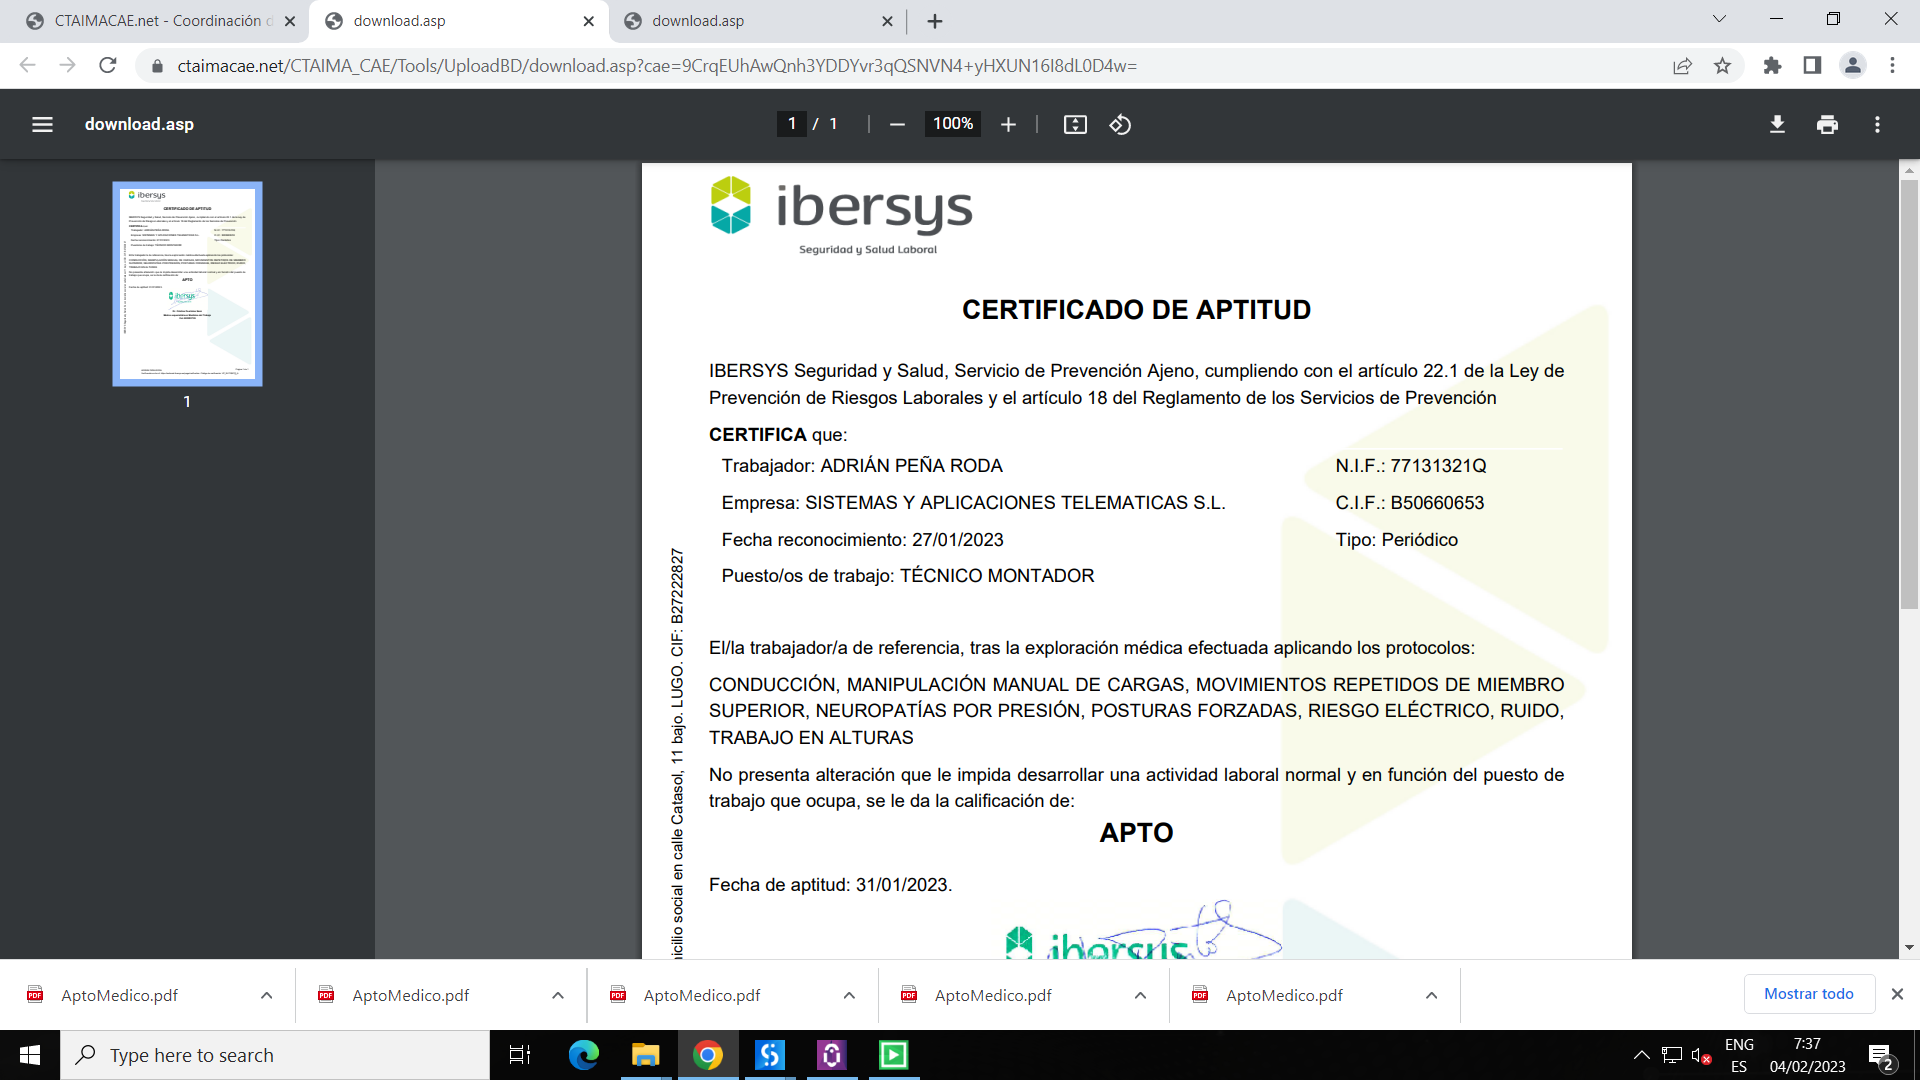 CTAIMACAE.net - Coordinación d
download.asp
download.asp
ctaimacae.net/CTAIMA_CAE/Tools/UploadBD/download.asp?cae=9CrqEUhAwQnh3YDDYvr3qQSNVN4+yHXUN16I8dL0D4w=
download.asp
1 / 1
100%
1
ibersys
Seguridad y Salud Laboral
CERTIFICADO DE APTITUD
IBERSYS Seguridad y Salud, Servicio de Prevención Ajeno, cumpliendo con el artículo 22.1 de la Ley de
Prevención de Riesgos Laborales y el artículo 18 del Reglamento de los Servicios de Prevención
CERTIFICA que:
Trabajador: ADRIÁN PEÑA RODA
N.I.F.: 77131321Q
Empresa: SISTEMAS Y APLICACIONES TELEMATICAS S.L.
C.I.F.: B50660653
Fecha reconocimiento: 27/01/2023
Tipo: Periódico
Puesto/os de trabajo: TÉCNICO MONTADOR
El/la trabajador/a de referencia, tras la exploración médica efectuada aplicando los protocolos:
CONDUCCIÓN, MANIPULACIÓN MANUAL DE CARGAS, MOVIMIENTOS REPETIDOS DE MIEMBRO
SUPERIOR, NEUROPATÍAS POR PRESIÓN, POSTURAS FORZADAS, RIESGO ELÉCTRICO, RUIDO,
TRABAJO EN ALTURAS
No presenta alteración que le impida desarrollar una actividad laboral normal y en función del puesto de
trabajo que ocupa, se le da la calificación de:
APTO
Fecha de aptitud: 31/01/2023.
ibersys
social en calle Catasol, 11 bajo. LUGO. CIF: B27222827
AptoMedico.pdf
AptoMedico.pdf
AptoMedico.pdf
AptoMedico.pdf
AptoMedico.pdf
Mostrar todo
Type here to search
ENG
ES
7:37
04/02/2023
2